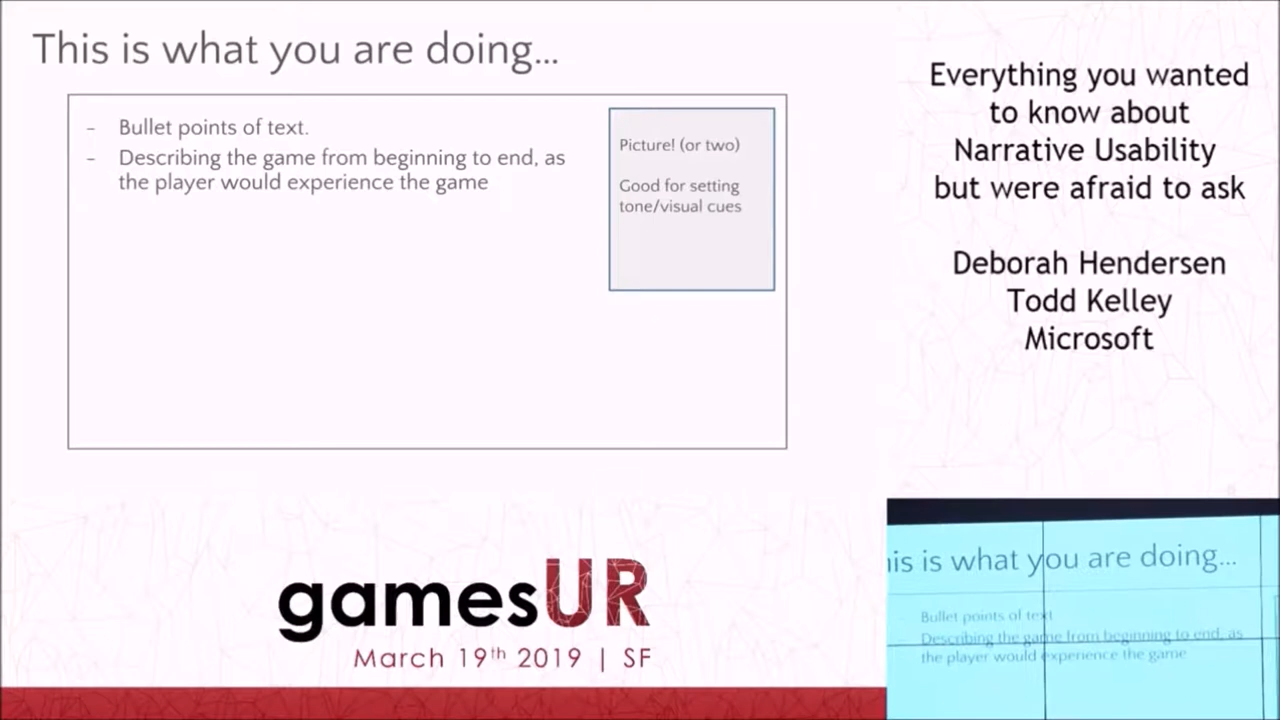 This is what you are doing...
- Bullet points of text.
- Describing the game from beginning to end, as
the player would experience the game
Picture! (or two)
Good for setting
tone/visual cues
Everything you wanted
to know about
Narrative Usability
but were afraid to ask
Deborah Hendersen
Todd Kelley
Microsoft
gamesUR
March 19th 2019 | SF
his is what you are doing...
Bullet points of text
Describing the game from beginning to end, as
the player would experience the game